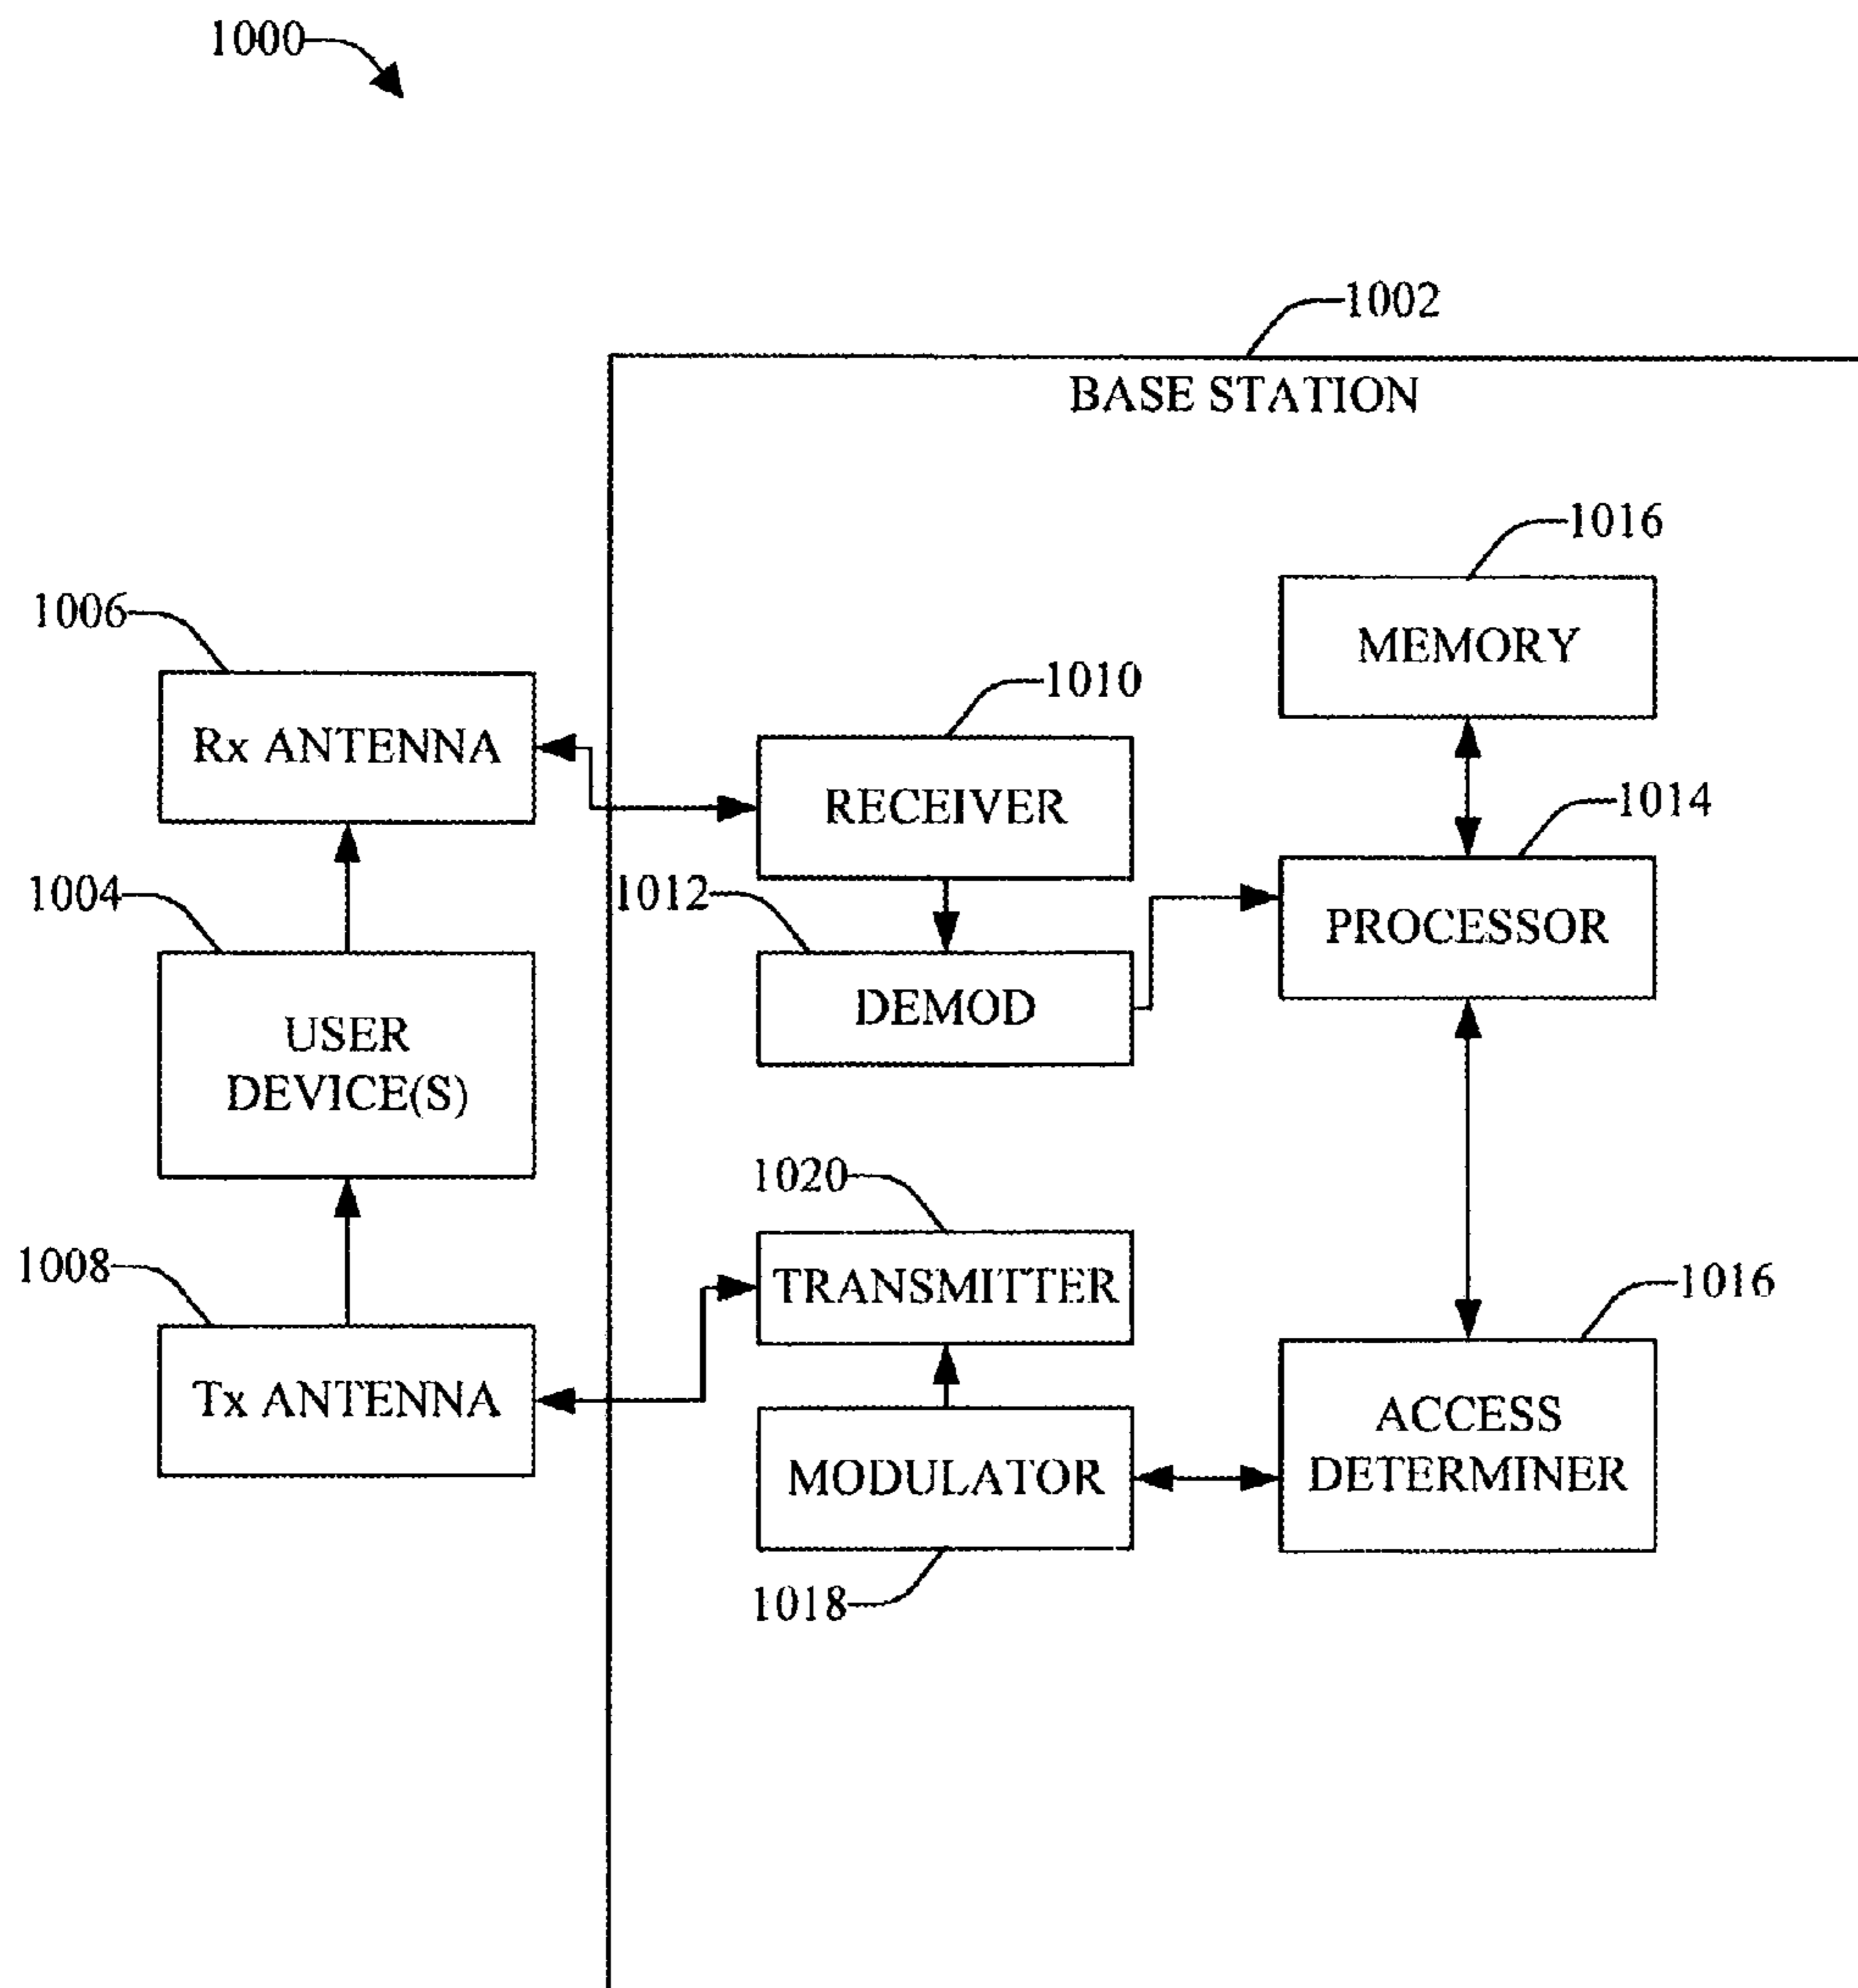 1000
1002
BASE STATION
1016
MEMORY
1006
Rx ANTENNA
1010
RECEIVER
1014
PROCESSOR
1004
USER
DEVICE(S)
1012
DEMOD
1020
TRANSMITTER
1008
Tx ANTENNA
1016
ACCESS
DETERMINER
MODULATOR
1018